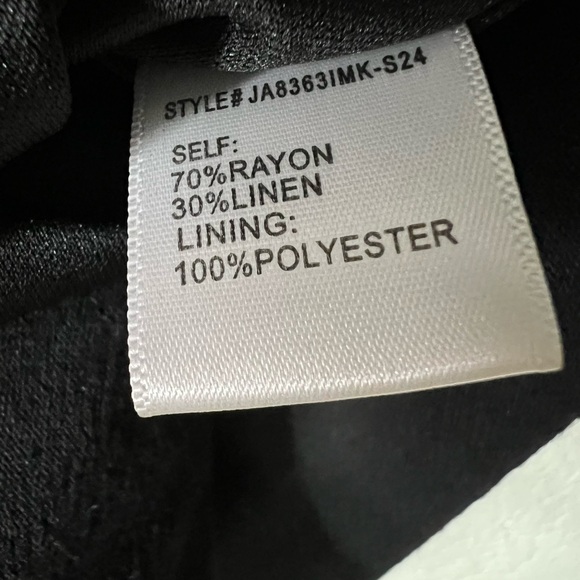 STYLE# JA8363IMK-S24
SELF:
70%RAYON
30%LINEN
LINING:
100%POLYESTER